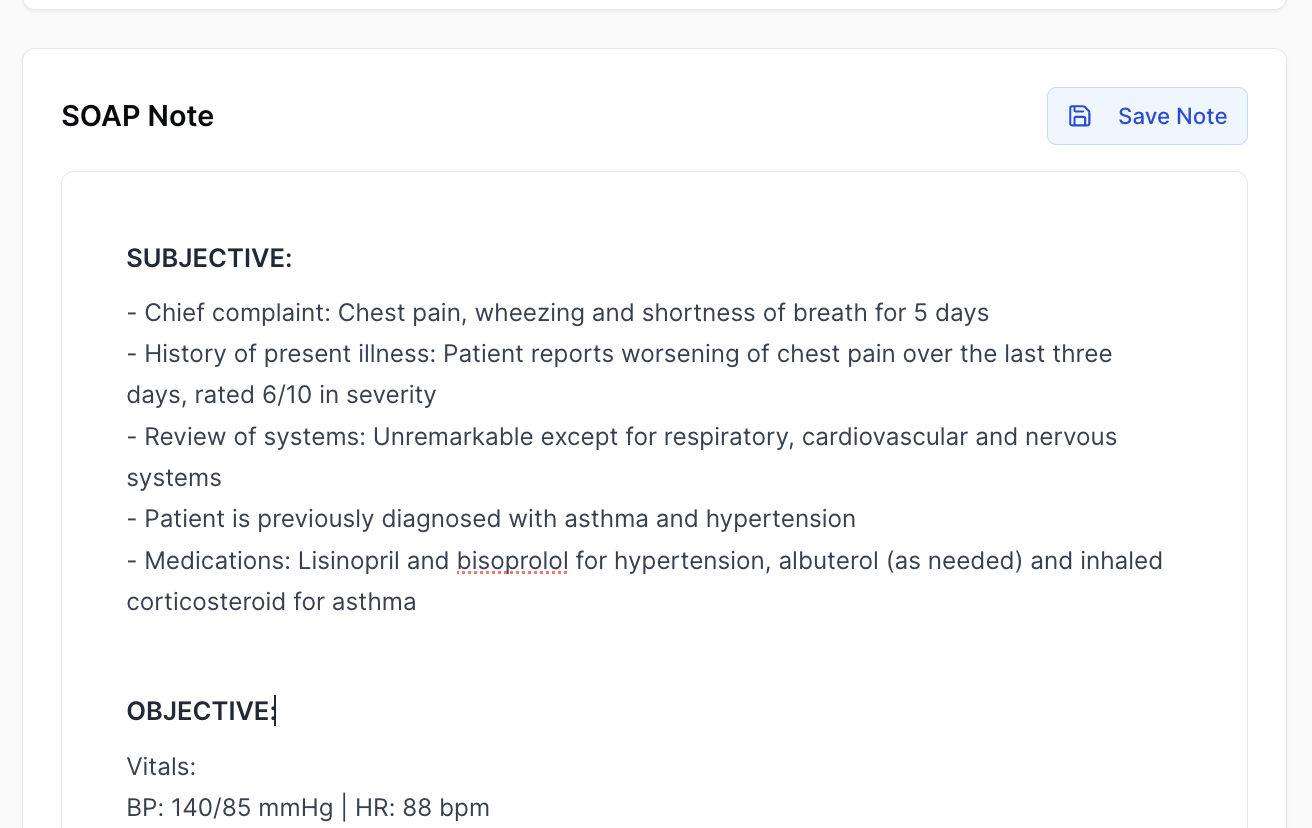 SOAP Note
Save Note
SUBJECTIVE:
- Chief complaint: Chest pain, wheezing and shortness of breath for 5 days
- History of present illness: Patient reports worsening of chest pain over the last three
days, rated 6/10 in severity
- Review of systems: Unremarkable except for respiratory, cardiovascular and nervous
systems
- Patient is previously diagnosed with asthma and hypertension
- Medications: Lisinopril and bisoprolol for hypertension, albuterol (as needed) and inhaled
corticosteroid for asthma
OBJECTIVE:
Vitals:
BP: 140/85 mmHg | HR: 88 bpm